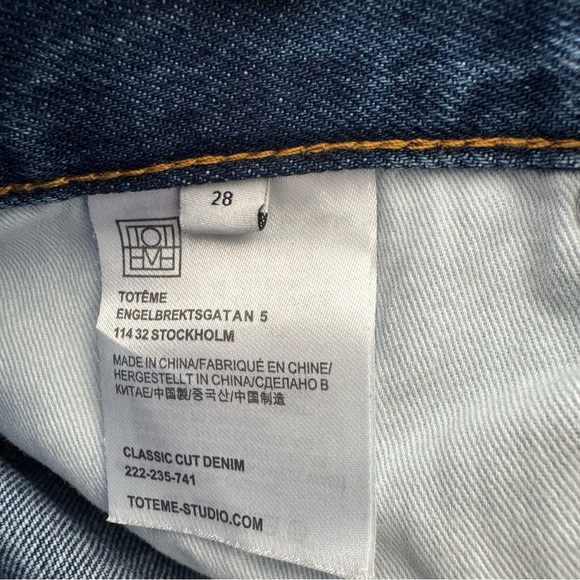 28
TOTÊME
ENGELBREKTSGATAN 5
114 32 STOCKHOLM
MADE IN CHINA/FABRIQUÉ EN CHINE/
HERGESTELLT IN CHINA/СДЕЛАНО В
КИТАЕ/中国製/중국산/中国制造
CLASSIC CUT DENIM
222-235-741
TOTEME-STUDIO.COM